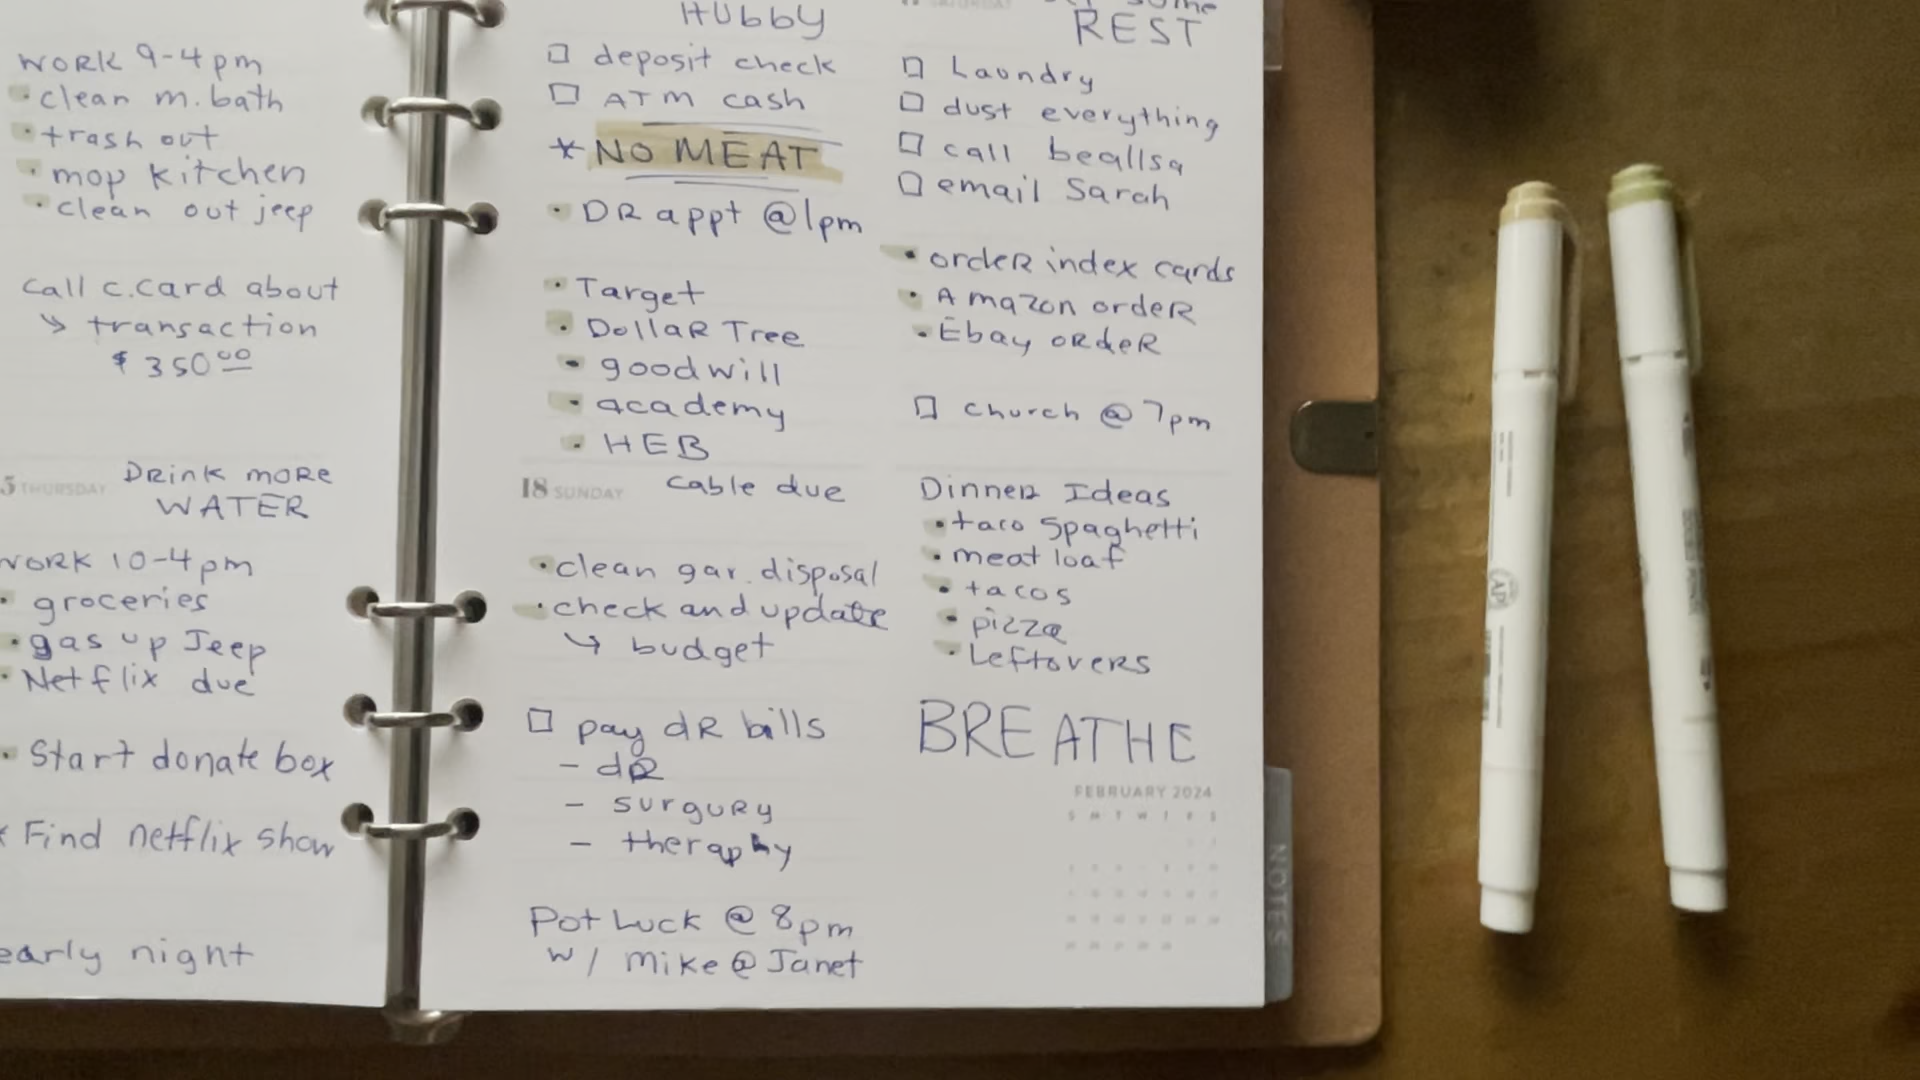 WORK 9-4pm
• clean m. bath
• trash out
• mop kitchen
• clean out jeep
call c.card about
↳ transaction
$350.00
5 THURSDAY DRINK MORE
WATER
WORK 10-4pm
• groceries
• gas up Jeep
• Netflix due
• Start donate box
Find netflix show
early night
HUbbY
☐ deposit check
☐ ATM cash
* NO MEAT
• DR appt @1pm
• Target
• Dollar Tree
• goodwill
• academy
• HEB
18 SUNDAY cable due
• clean gar. disposal
• check and update
↳ budget
☐ pay dR bills
- dR
- surgury
- theraphy
Pot Luck @ 8pm
w/ mike @ Janet
SATURDAY
REST
☐ Laundry
☐ dust everything
☐ call beallsa
☐ email Sarah
• order index cards
• Amazon order
• Ebay order
☐ church @ 7pm
Dinner Ideas
• taco spaghetti
• meat loaf
• tacos
• pizza
• Leftovers
BREATHE
FEBRUARY 2024
S M T W T F S
NOTES